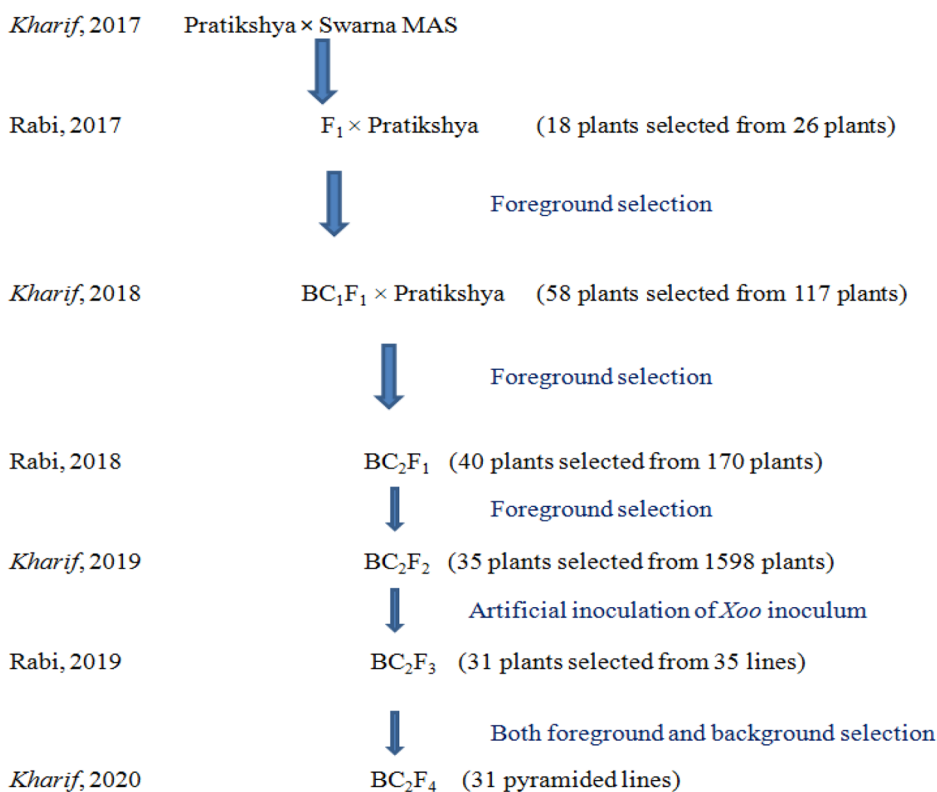 Kharif, 2017 Pratikshya × Swarna MAS
Rabi, 2017 F₁ × Pratikshya (18 plants selected from 26 plants)
Foreground selection
Kharif, 2018 BC₁F₁ × Pratikshya (58 plants selected from 117 plants)
Foreground selection
Rabi, 2018 BC₂F₁ (40 plants selected from 170 plants)
Foreground selection
Kharif, 2019 BC₂F₂ (35 plants selected from 1598 plants)
Artificial inoculation of Xoo inoculum
Rabi, 2019 BC₂F₃ (31 plants selected from 35 lines)
Both foreground and background selection
Kharif, 2020 BC₂F₄ (31 pyramided lines)